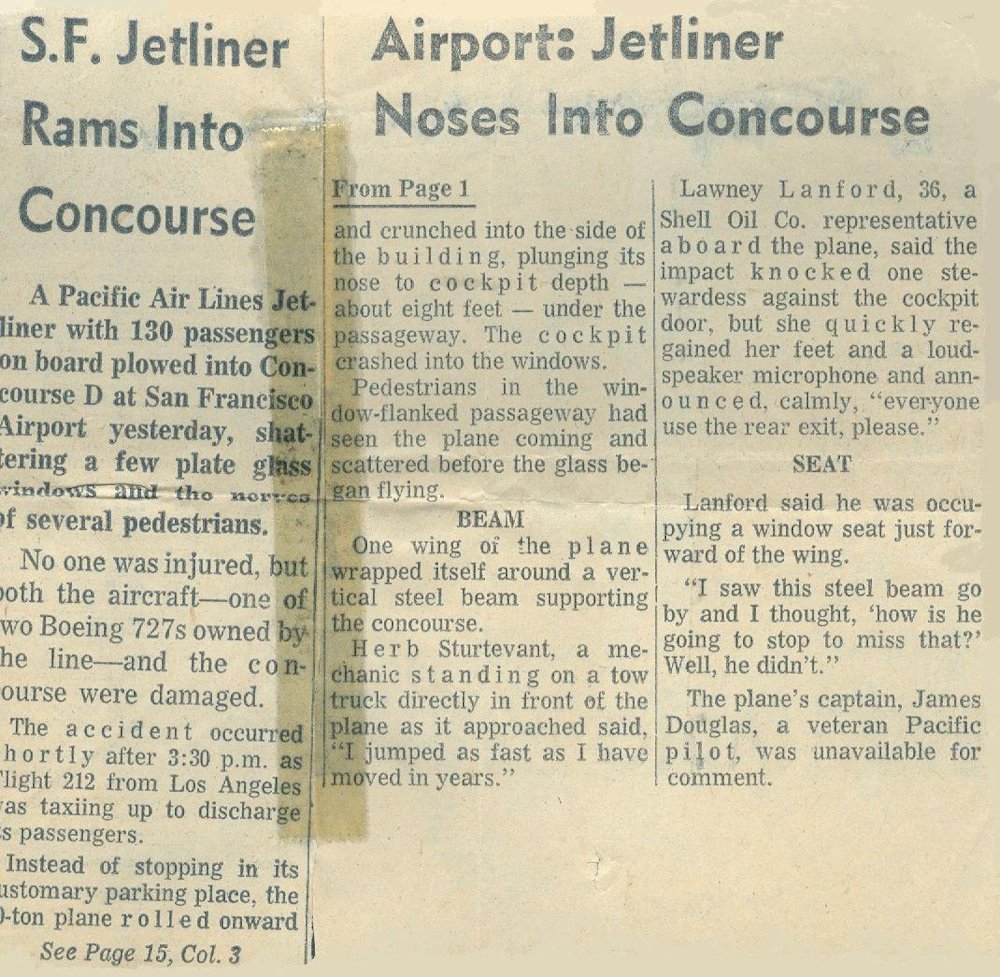 S.F. Jetliner
Rams Into
Concourse
A Pacific Air Lines Jet-
liner with 130 passengers
on board plowed into Con-
course D at San Francisco
Airport yesterday, shat-
tering a few plate glass
windows and the nerves
of several pedestrians.
No one was injured, but
both the aircraft—one of
two Boeing 727s owned by
the line—and the con-
course were damaged.
The accident occurred
shortly after 3:30 p.m. as
Flight 212 from Los Angeles
was taxiing up to discharge
its passengers.
Instead of stopping in its
customary parking place, the
0-ton plane rolled onward
See Page 15, Col. 3
Airport: Jetliner
Noses Into Concourse
From Page 1
and crunched into the side of
the building, plunging its
nose to cockpit depth —
about eight feet — under the
passageway. The cockpit
crashed into the windows.
Pedestrians in the win-
dow-flanked passageway had
seen the plane coming and
scattered before the glass be-
gan flying.
BEAM
One wing of the plane
wrapped itself around a ver-
tical steel beam supporting
the concourse.
Herb Sturtevant, a me-
chanic standing on a tow
truck directly in front of the
plane as it approached said,
"I jumped as fast as I have
moved in years."
Lawney Lanford, 36, a
Shell Oil Co. representative
aboard the plane, said the
impact knocked one ste-
wardess against the cockpit
door, but she quickly re-
gained her feet and a loud-
speaker microphone and ann-
ounced, calmly, "everyone
use the rear exit, please."
SEAT
Lanford said he was occu-
pying a window seat just for-
ward of the wing.
"I saw this steel beam go
by and I thought, 'how is he
going to stop to miss that?'
Well, he didn't."
The plane's captain, James
Douglas, a veteran Pacific
pilot, was unavailable for
comment.